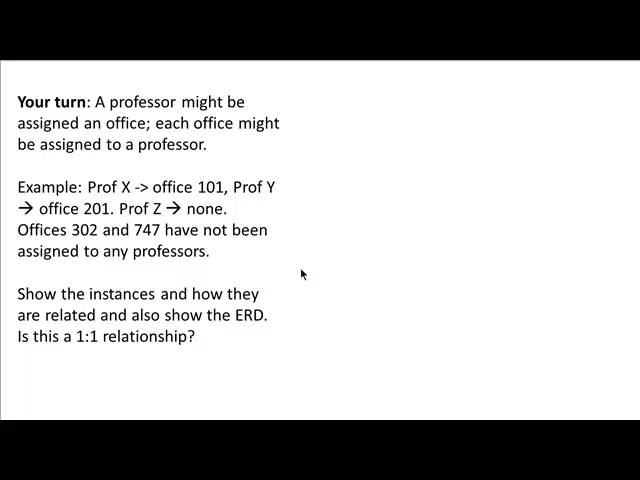 Your turn: A professor might be
assigned an office; each office might
be assigned to a professor.
Example: Prof X -> office 101, Prof Y
→ office 201. Prof Z → none.
Offices 302 and 747 have not been
assigned to any professors.
Show the instances and how they
are related and also show the ERD.
Is this a 1:1 relationship?